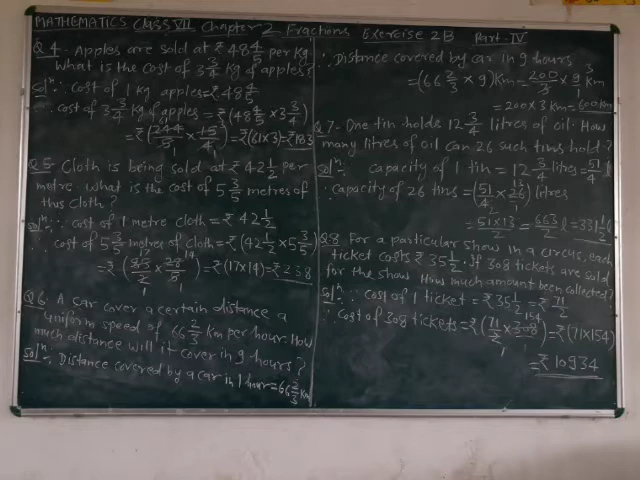 MATHEMATICS Class VII Chapter 2 Fractions Exercise 2B Part-IV
Q.4. Apples are sold at ₹48 4/5 per kg.
What is the cost of 3 3/4 kg of apples?
Solⁿ ∵ cost of 1 kg apples = ₹48 4/5
∴ cost of 3 3/4 kg of apples = ₹(48 4/5 × 3 3/4)
= ₹(244/5 × 15/4) = ₹(61×3) = ₹183
Q.5. Cloth is being sold at ₹42 1/2 per
metre. What is the cost of 5 3/5 metres of
this cloth?
Solⁿ ∵ cost of 1 metre cloth = ₹42 1/2
∴ cost of 5 3/5 metres of cloth = ₹(42 1/2 × 5 3/5)
= ₹(85/2 × 28/5) = ₹(17×14) = ₹238
Q.6. A car cover a certain distance a
uniform speed of 66 2/3 km per hour. How
much distance will it cover in 9 hours?
Solⁿ ∵ Distance covered by a car in 1 hour = 66 2/3 km
∴ Distance covered by car in 9 hours
= (66 2/3 × 9) km = 200/3 × 9/1
= 200×3 km = 600 km
Q.7- One tin holds 12 3/4 litres of oil. How
many litres of oil can 26 such tins hold?
Solⁿ ∵ capacity of 1 tin = 12 3/4 litres = 51/4 l
∴ capacity of 26 tins = (51/4 × 26/1) litres
= 51×13/2 = 663/2 l = 331 1/2 l
Q.8- For a particular show in a circus, each
ticket costs ₹35 1/2. If 308 tickets are sold
for the show. How much amount been collected?
Solⁿ ∵ cost of 1 ticket = ₹35 1/2 = ₹71/2
∴ cost of 308 tickets = ₹(71/2 × 308) = ₹(71×154)
= ₹10934